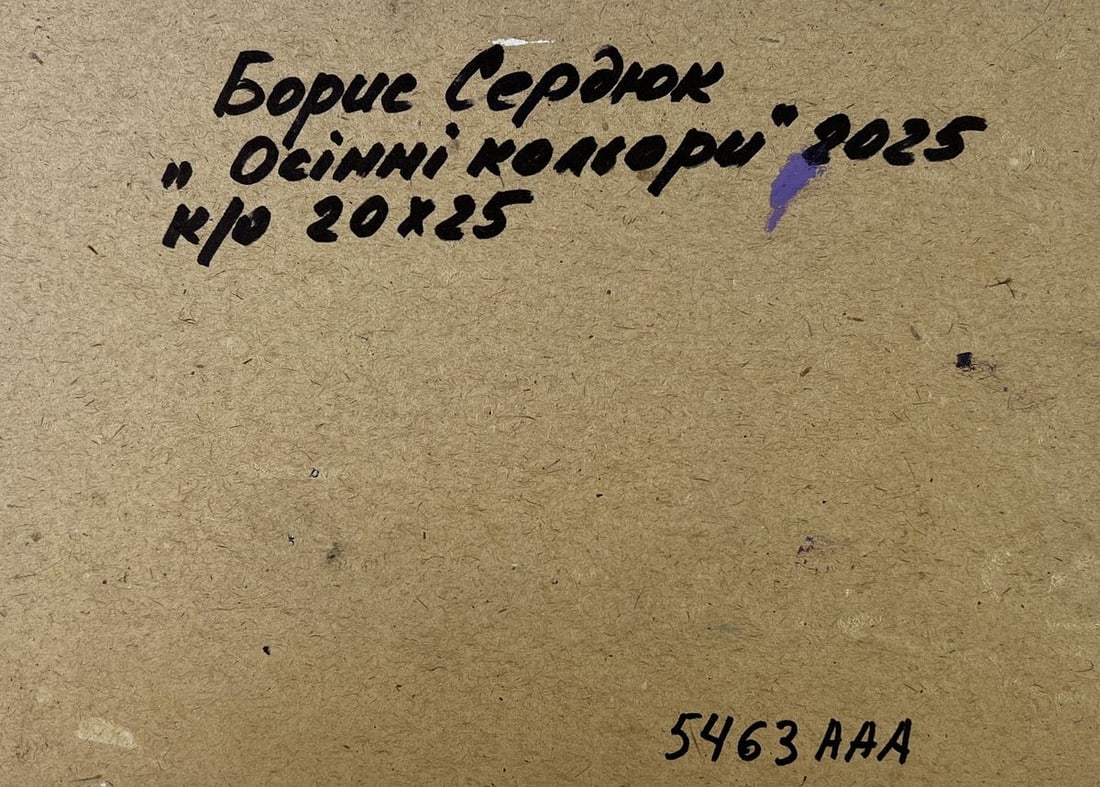 Борис Сердюк
„Осінні кольори" 2025
к/о 20х25
5463 ААА